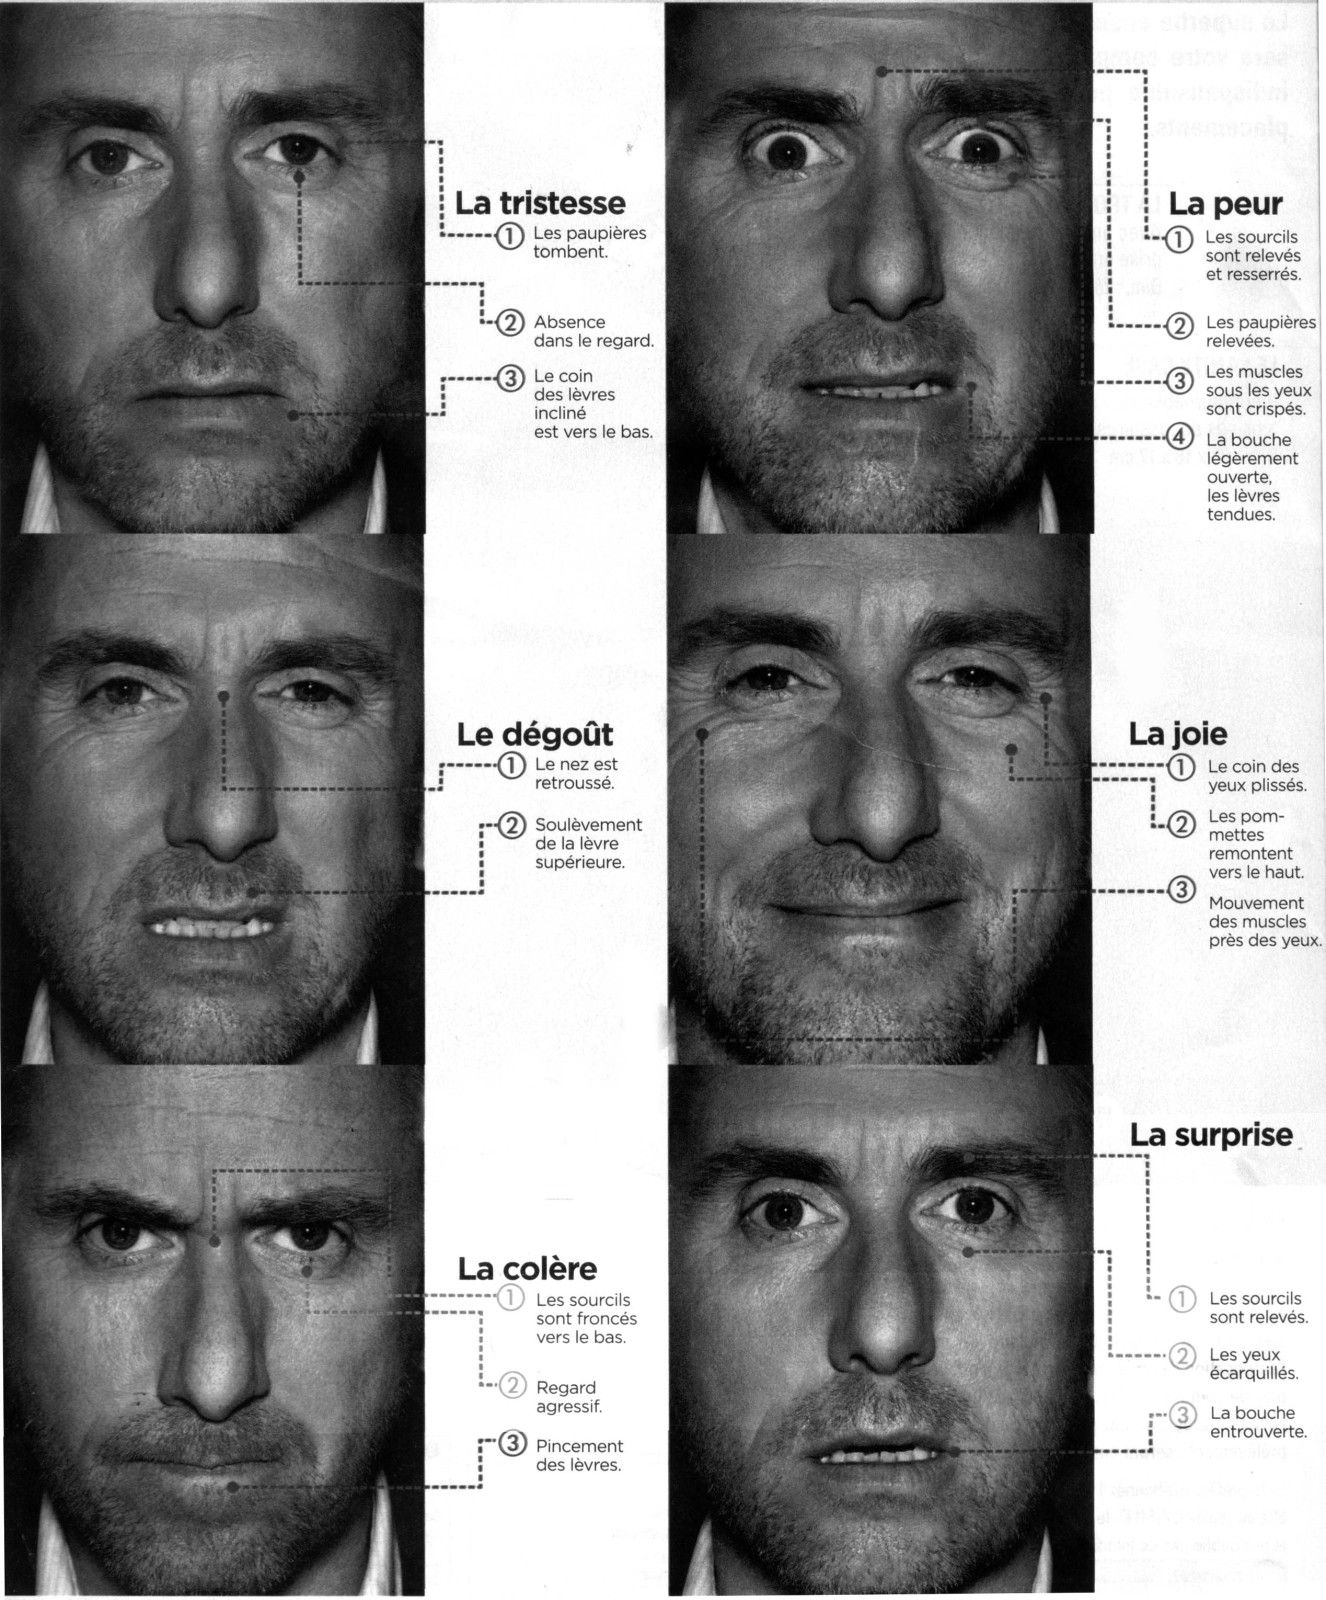 La tristesse
1 Les paupières
tombent.
2 Absence
dans le regard.
3 Le coin
des lèvres
incliné
est vers le bas.
La peur
1 Les sourcils
sont relevés
et resserrés.
2 Les paupières
relevées.
3 Les muscles
sous les yeux
sont crispés.
4 La bouche
légèrement
ouverte,
les lèvres
tendues.
Le dégoût
1 Le nez est
retroussé.
2 Soulèvement
de la lèvre
supérieure.
La joie
1 Le coin des
yeux plissés.
2 Les pom-
mettes
remontent
vers le haut.
3 Mouvement
des muscles
près des yeux.
La colère
1 Les sourcils
sont froncés
vers le bas.
2 Regard
agressif.
3 Pincement
des lèvres.
La surprise
1 Les sourcils
sont relevés.
2 Les yeux
écarquillés.
3 La bouche
entrouverte.